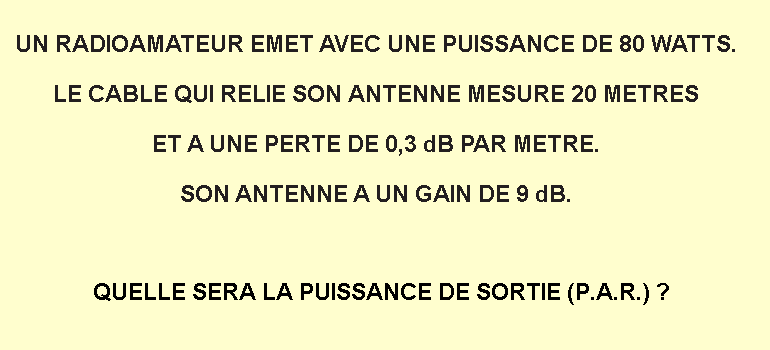 UN RADIOAMATEUR EMET AVEC UNE PUISSANCE DE 80 WATTS.
LE CABLE QUI RELIE SON ANTENNE MESURE 20 METRES
ET A UNE PERTE DE 0,3 dB PAR METRE.
SON ANTENNE A UN GAIN DE 9 dB.
QUELLE SERA LA PUISSANCE DE SORTIE (P.A.R.) ?